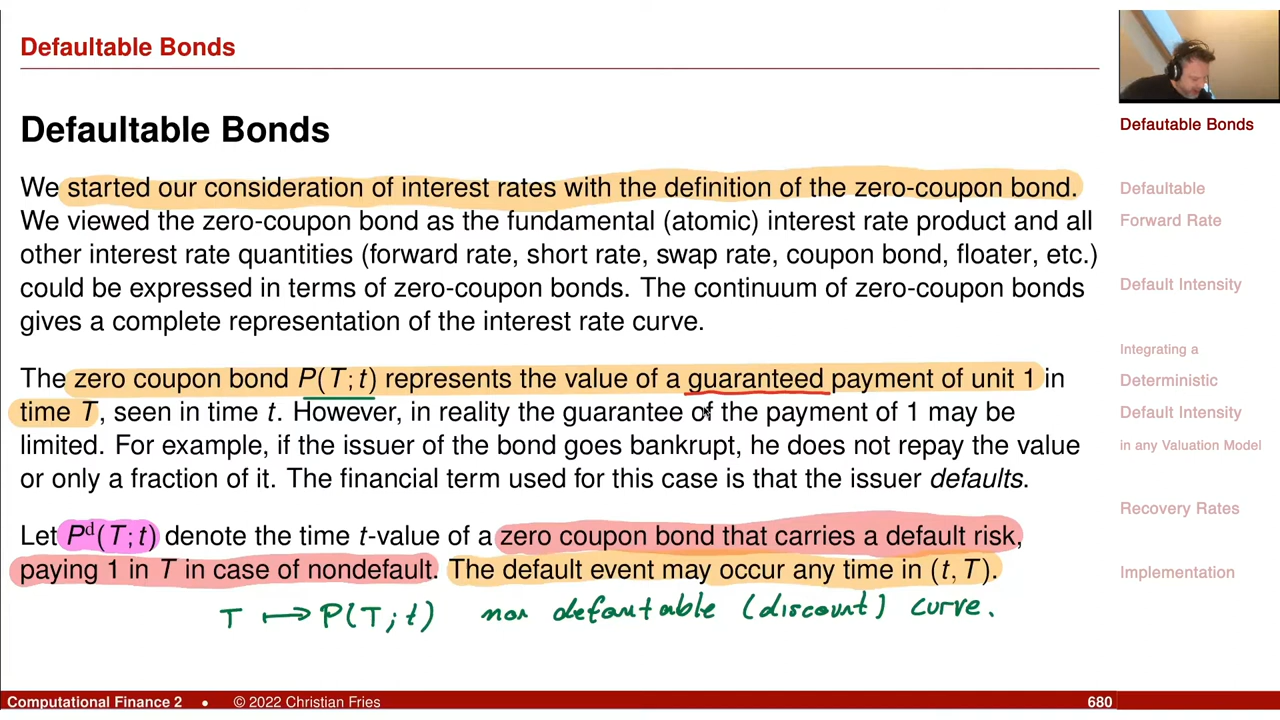 Defaultable Bonds
Defaultable Bonds
We started our consideration of interest rates with the definition of the zero-coupon bond.
We viewed the zero-coupon bond as the fundamental (atomic) interest rate product and all
other interest rate quantities (forward rate, short rate, swap rate, coupon bond, floater, etc.)
could be expressed in terms of zero-coupon bonds. The continuum of zero-coupon bonds
gives a complete representation of the interest rate curve.
The zero coupon bond P(T; t) represents the value of a guaranteed payment of unit 1 in
time T, seen in time t. However, in reality the guarantee of the payment of 1 may be
limited. For example, if the issuer of the bond goes bankrupt, he does not repay the value
or only a fraction of it. The financial term used for this case is that the issuer defaults.
Let Pᵈ(T; t) denote the time t-value of a zero coupon bond that carries a default risk,
paying 1 in T in case of nondefault. The default event may occur any time in (t, T).
T ↦ P(T; t) non defaultable (discount) curve.
Defautable Bonds
Defaultable
Forward Rate
Default Intensity
Integrating a
Deterministic
Default Intensity
in any Valuation Model
Recovery Rates
Implementation
Computational Finance 2 • © 2022 Christian Fries 680